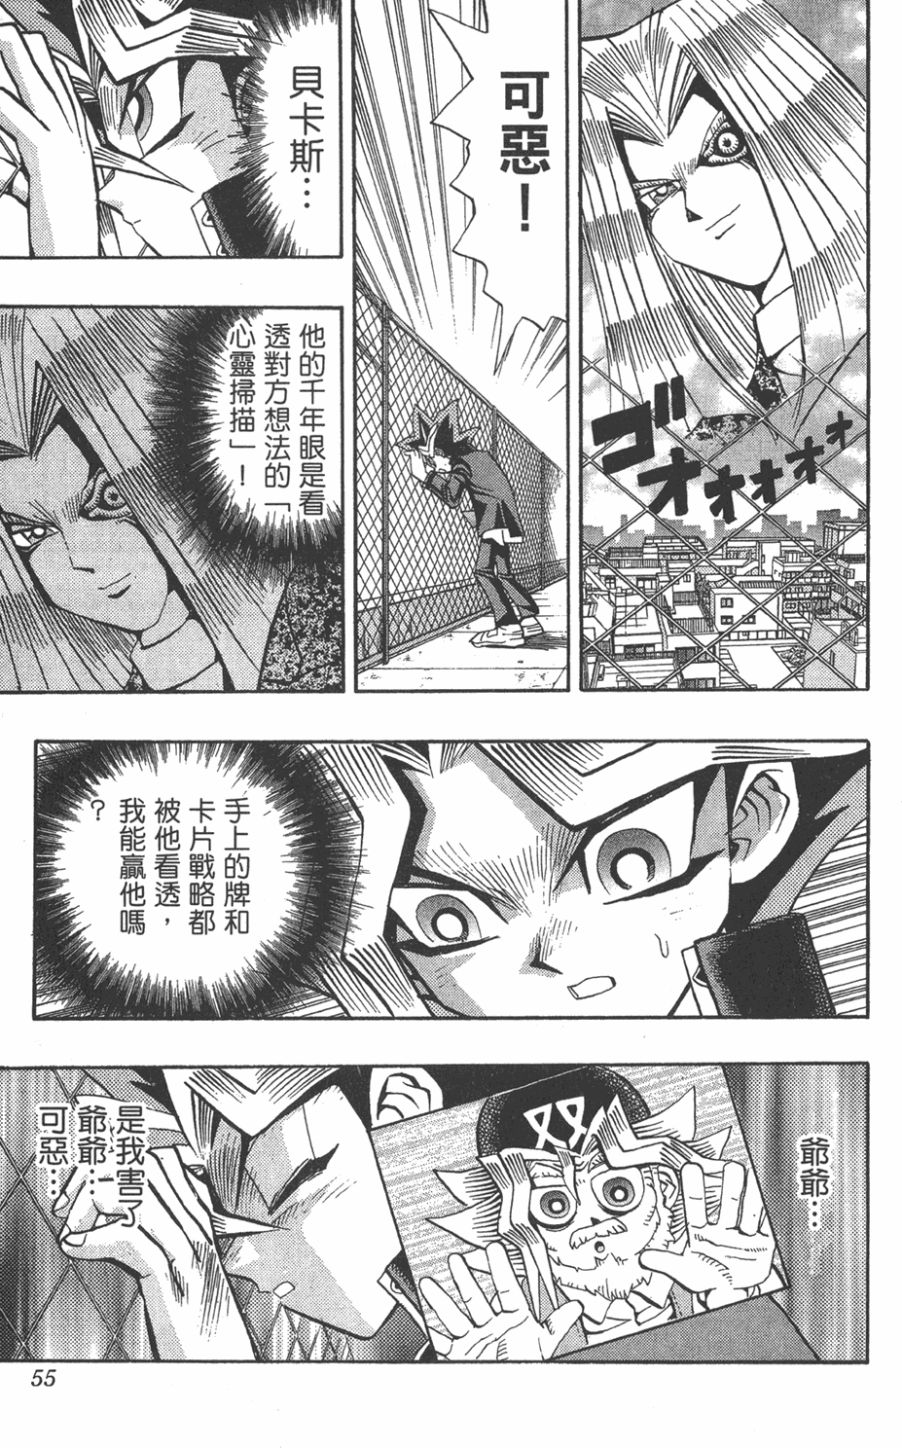 ゴオオオオオ
可惡！
貝卡斯…
他的千年眼是看
透對方想法的「
心靈掃描」！
手上的牌和
卡片戰略都
被他看透，
我能贏他嗎
？
爺爺…
双双
是我害了
爺爺…
可惡…
55